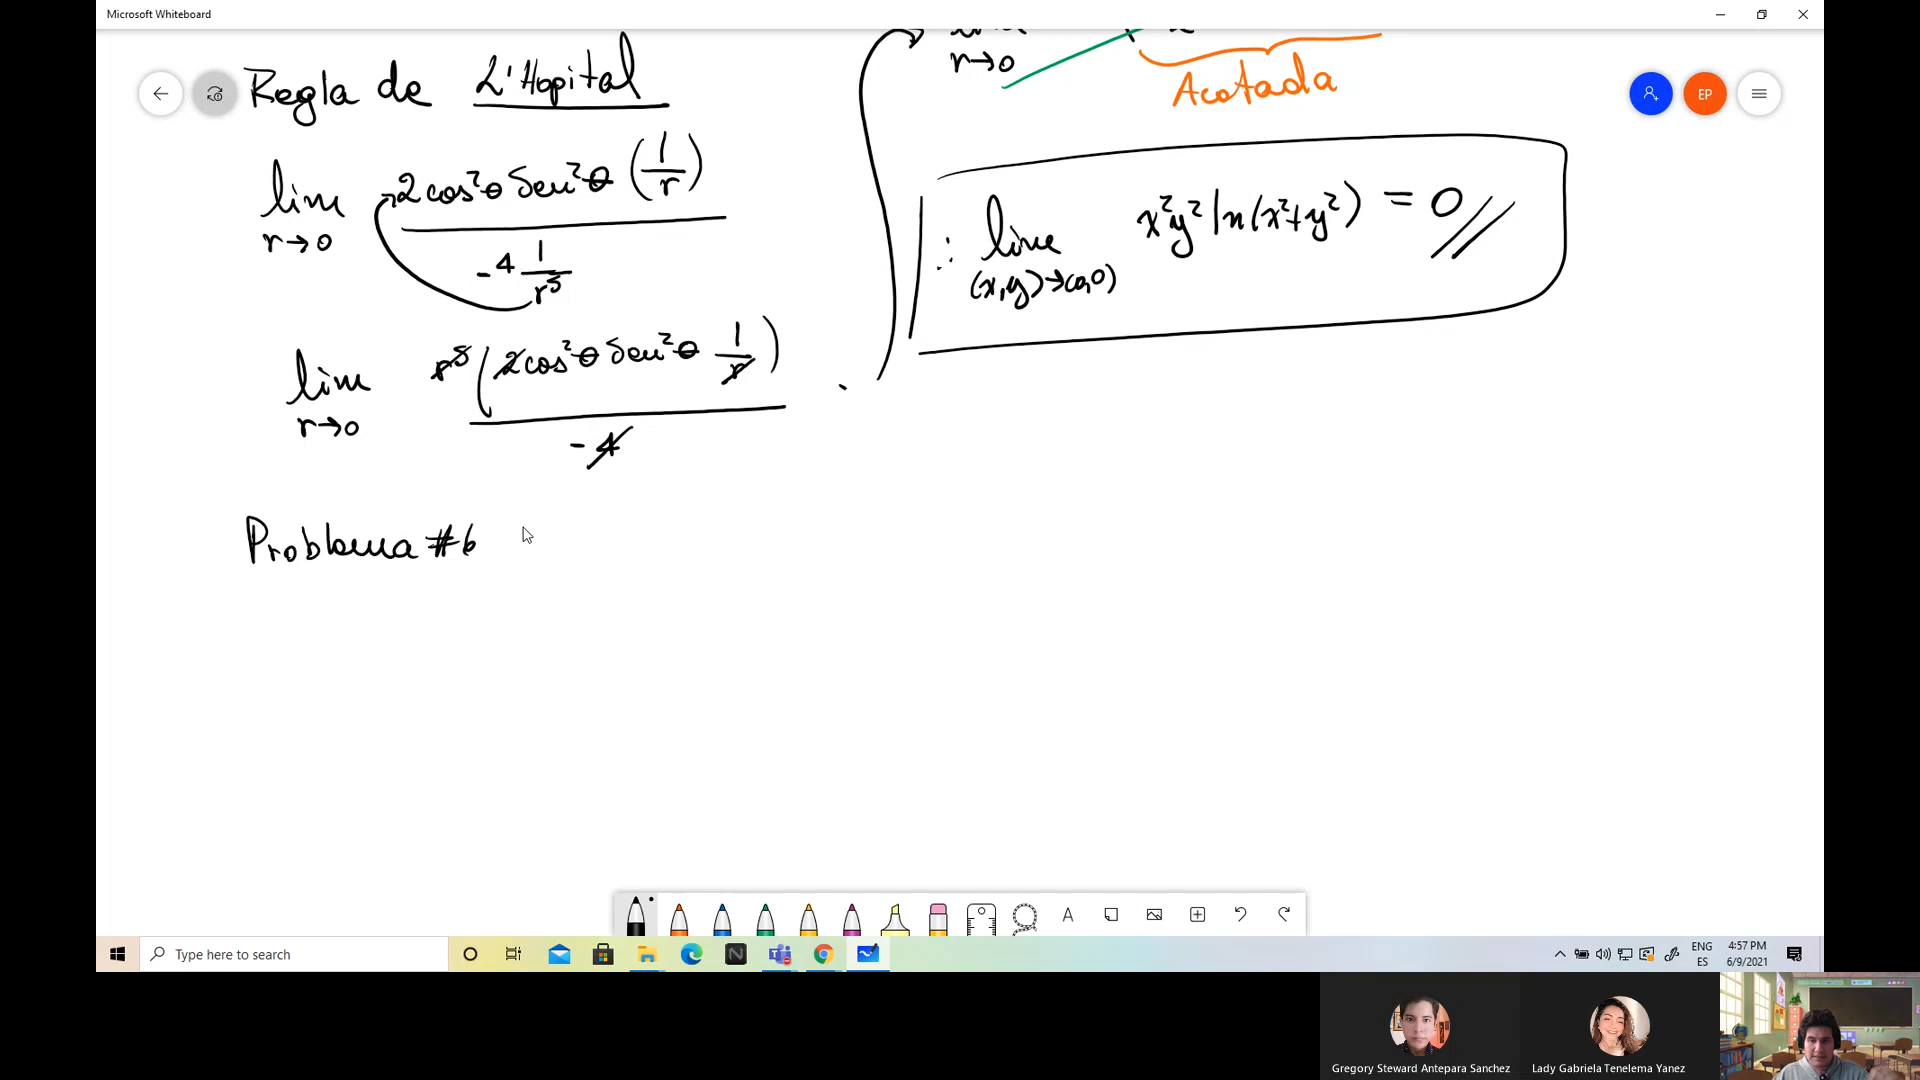 Microsoft Whiteboard
Regla de L'Hopital
lim r→0 2cos²θ Sen²θ (1/r) / -4 1/r⁵
lim r→0 r⁵(2cos²θ Sen²θ 1/r) / -4
Problema #6
r→0
Acotada
∴ lim (x,y)→(0,0) x²y² ln(x²+y²) = 0
EP
A
Type here to search
N
ENG
ES
4:57 PM
6/9/2021
Gregory Steward Antepara Sanchez
Lady Gabriela Tenelema Yanez